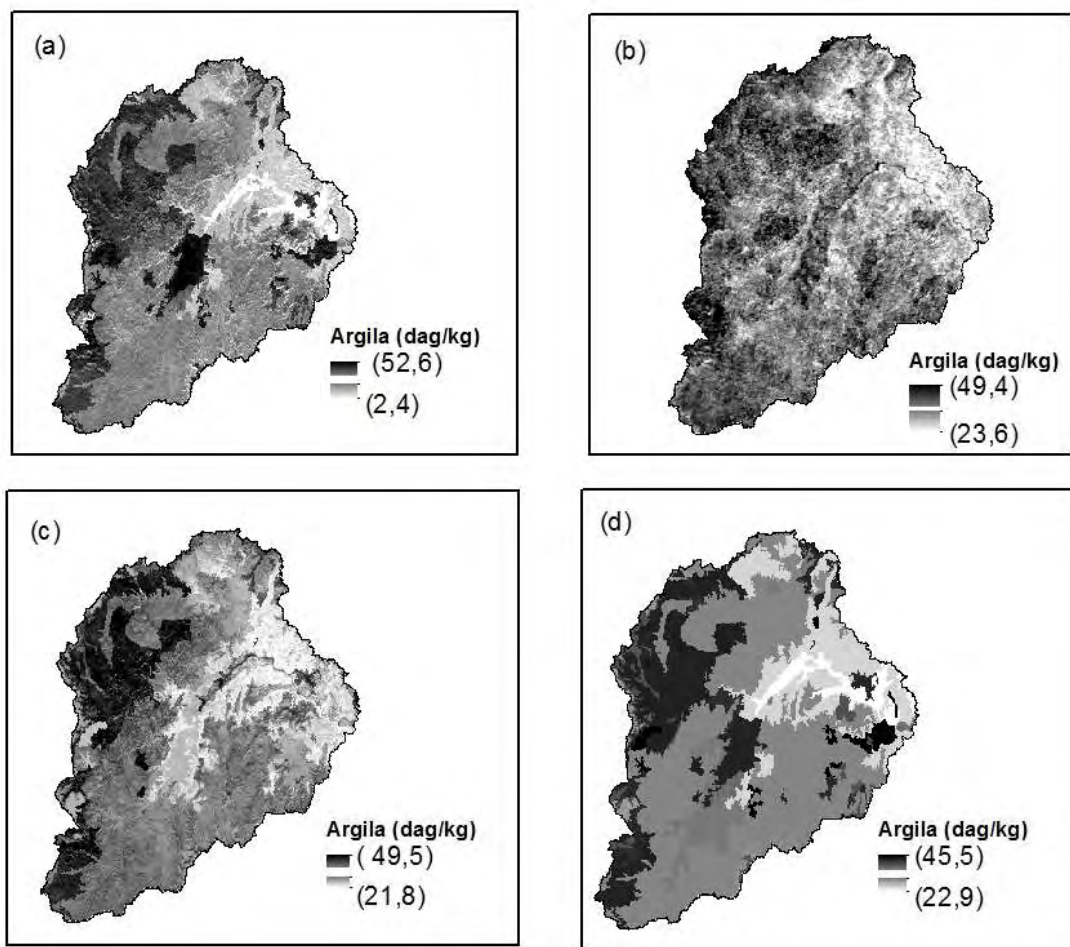 (a)
Argila (dag/kg)
(52,6)
(2,4)
(b)
Argila (dag/kg)
(49,4)
(23,6)
(c)
Argila (dag/kg)
( 49,5)
(21,8)
(d)
Argila (dag/kg)
(45,5)
(22,9)